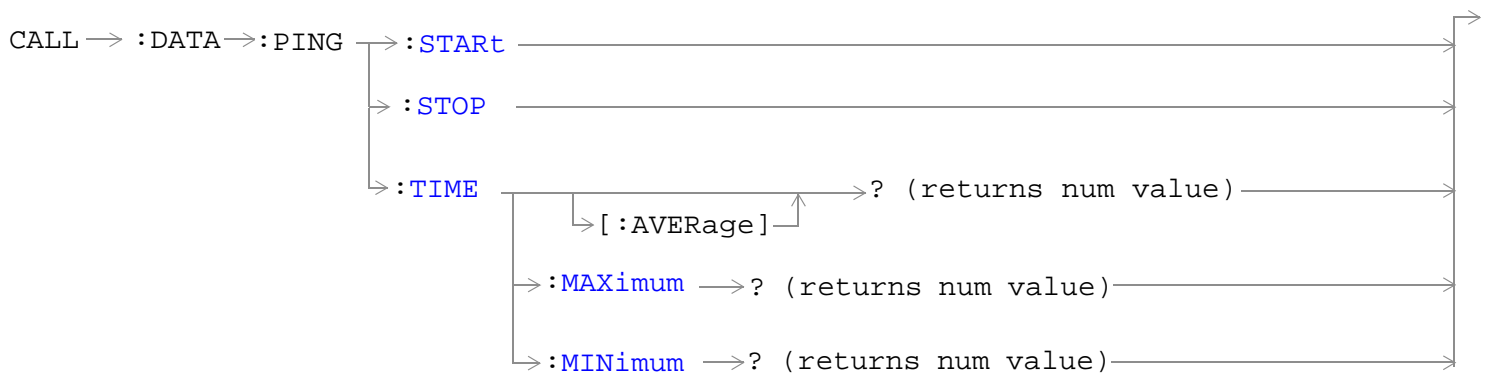 CALL :DATA :PING :STARt
:STOP
:TIME ? (returns num value)
[:AVERage]
:MAXimum ? (returns num value)
:MINimum ? (returns num value)